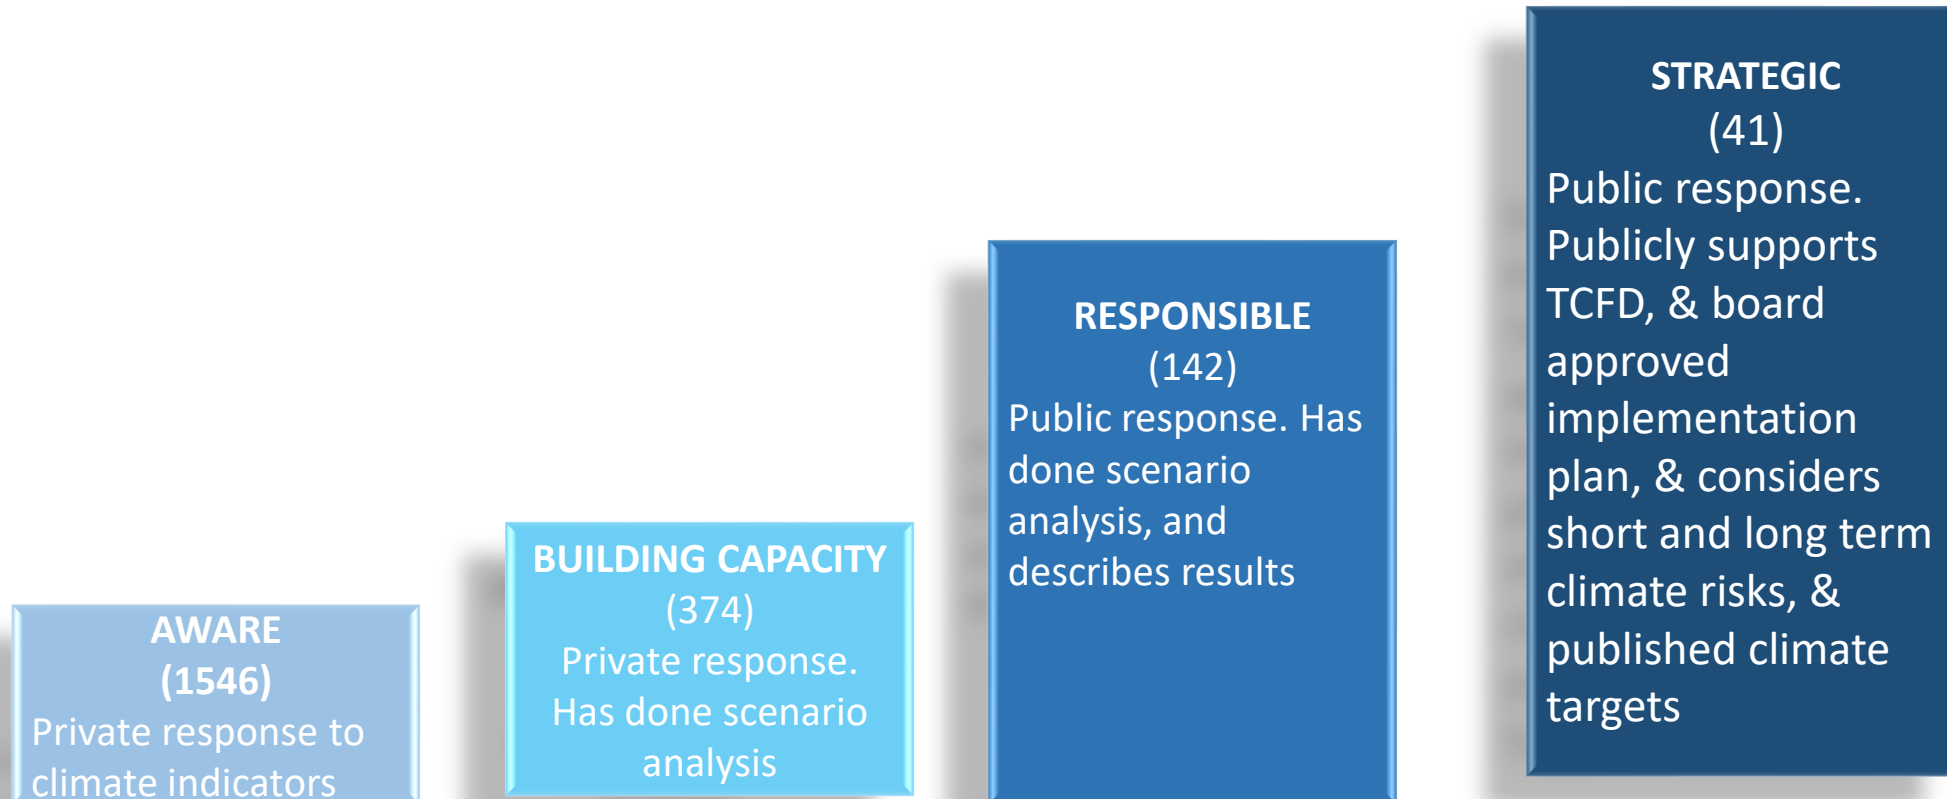 AWARE
(1546)
Private response to
climate indicators
BUILDING CAPACITY
(374)
Private response.
Has done scenario
analysis
RESPONSIBLE
(142)
Public response. Has
done scenario
analysis, and
describes results
STRATEGIC
(41)
Public response.
Publicly supports
TCFD, & board
approved
implementation
plan, & considers
short and long term
climate risks, &
published climate
targets